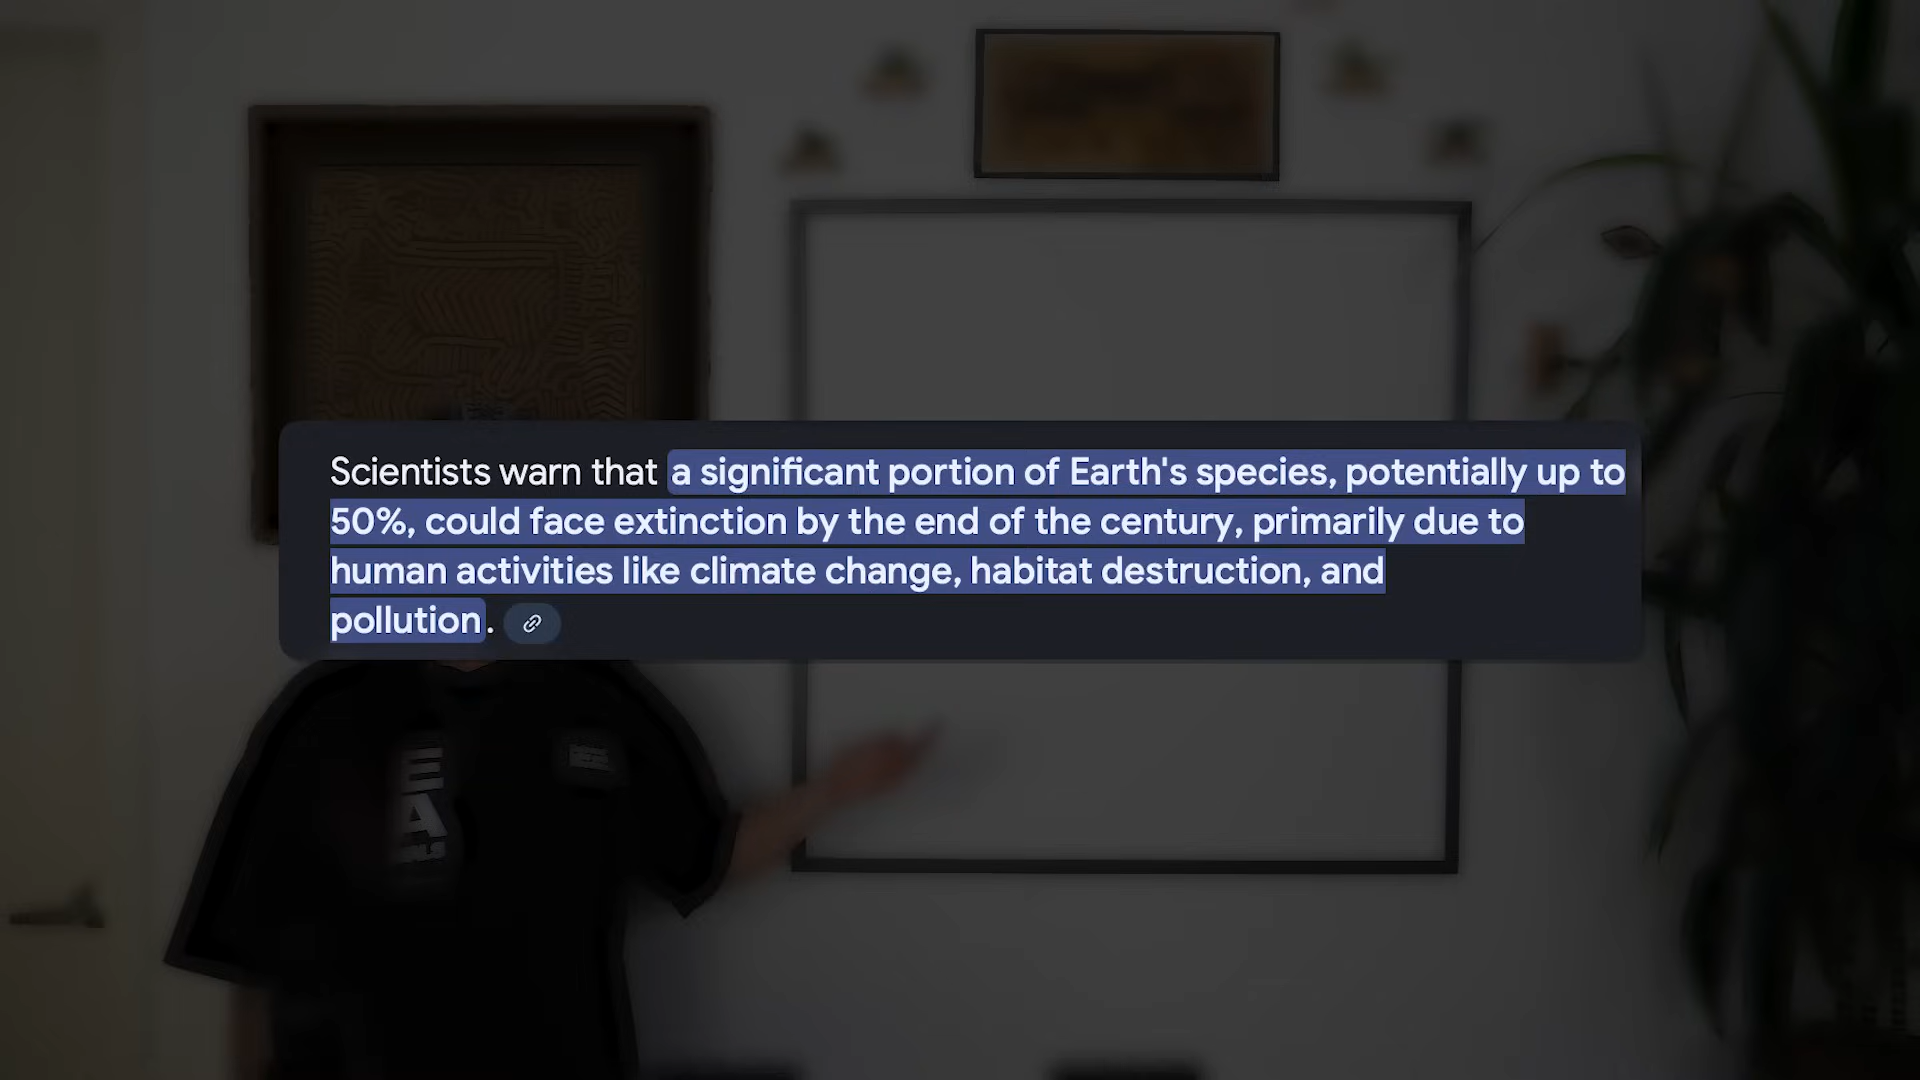 Scientists warn that a significant portion of Earth's species, potentially up to
50%, could face extinction by the end of the century, primarily due to
human activities like climate change, habitat destruction, and
pollution.
EA